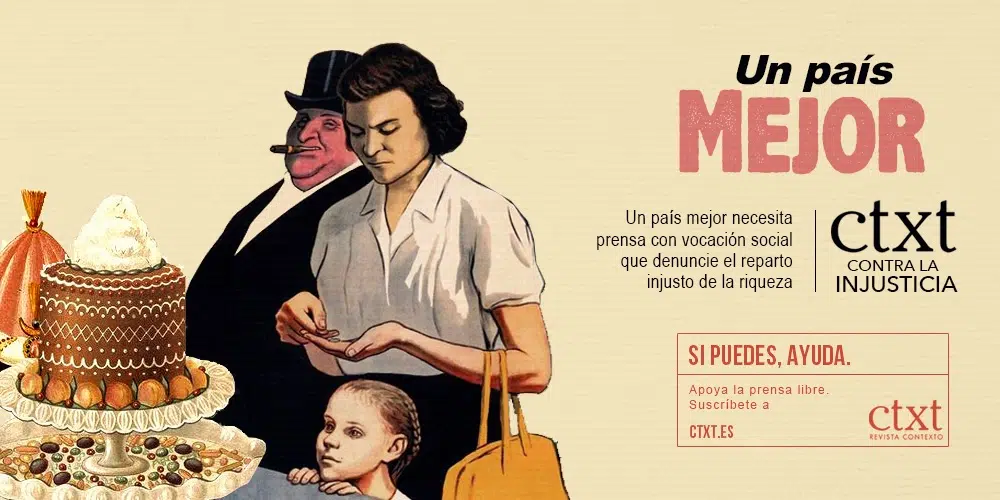 Un país
MEJOR
Un país mejor necesita
prensa con vocación social
que denuncie el reparto
injusto de la riqueza
ctxt
CONTRA LA
INJUSTICIA
SI PUEDES, AYUDA.
Apoya la prensa libre.
Suscríbete a
CTXT.ES
ctxt
REVISTA CONTEXTO